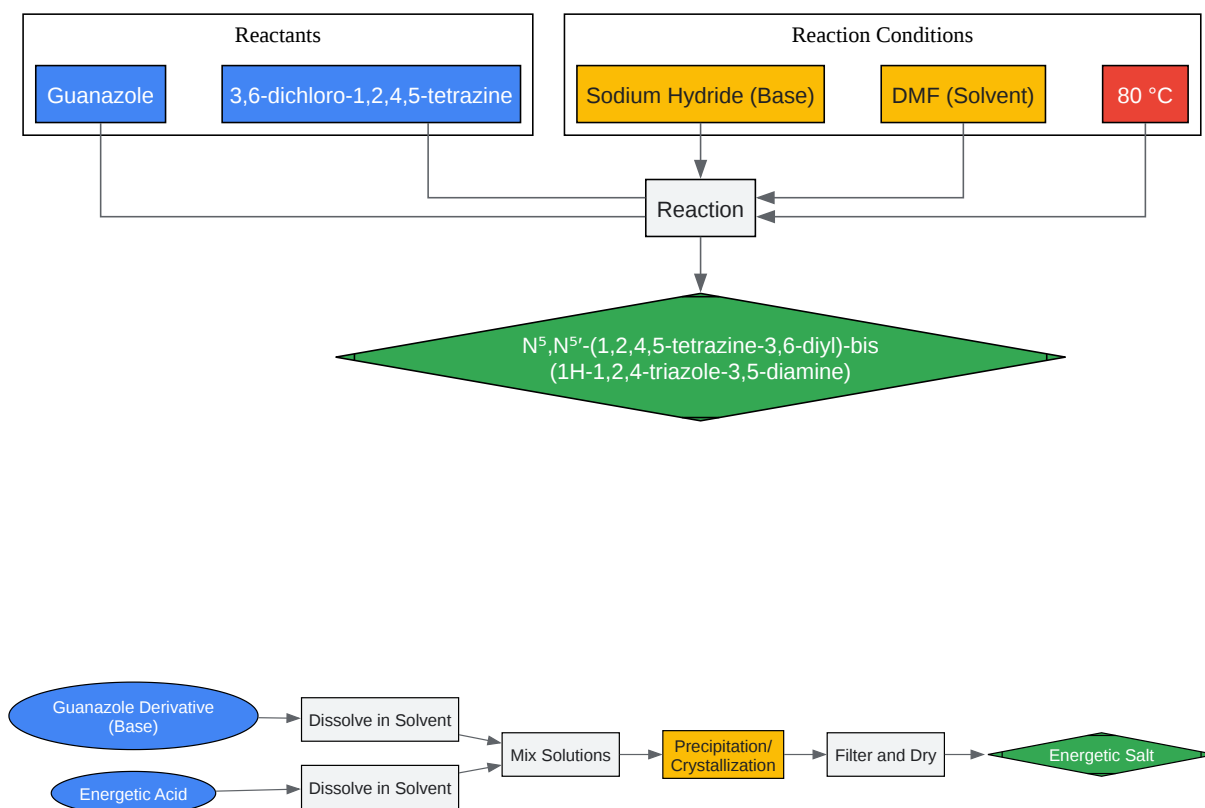 Reactants
Reaction Conditions
Guanazole
3,6-dichloro-1,2,4,5-tetrazine
Sodium Hydride (Base)
DMF (Solvent)
80 °C
Reaction
N⁵,N⁵′-(1,2,4,5-tetrazine-3,6-diyl)-bis
(1H-1,2,4-triazole-3,5-diamine)
Guanazole Derivative
(Base)
Dissolve in Solvent
Energetic Acid
Dissolve in Solvent
Mix Solutions
Precipitation/
Crystallization
Filter and Dry
Energetic Salt